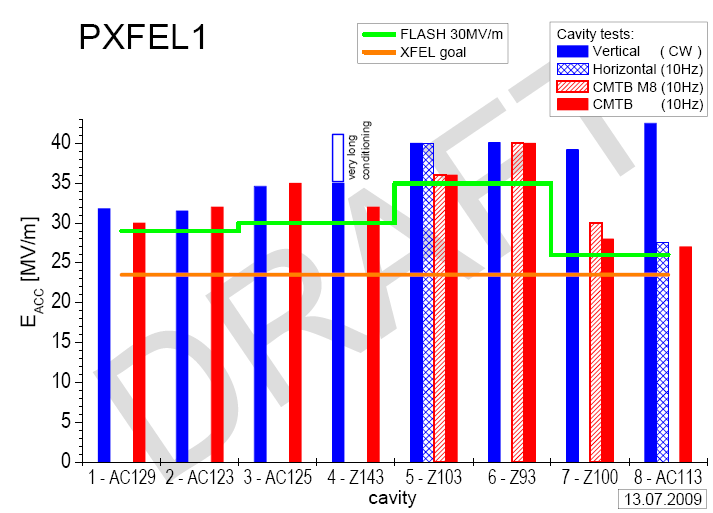 PXFEL1
FLASH 30MV/m
XFEL goal
Cavity tests:
Vertical ( CW )
Horizontal (10Hz)
CMTB M8 (10Hz)
CMTB (10Hz)
DRAFT
very long
conditioning
E_ACC [MV/m]
40
35
30
25
20
15
10
5
0
1 - AC129 2 - AC123 3 - AC125 4 - Z143 5 - Z103 6 - Z93 7 - Z100 8 - AC113
cavity
13.07.2009